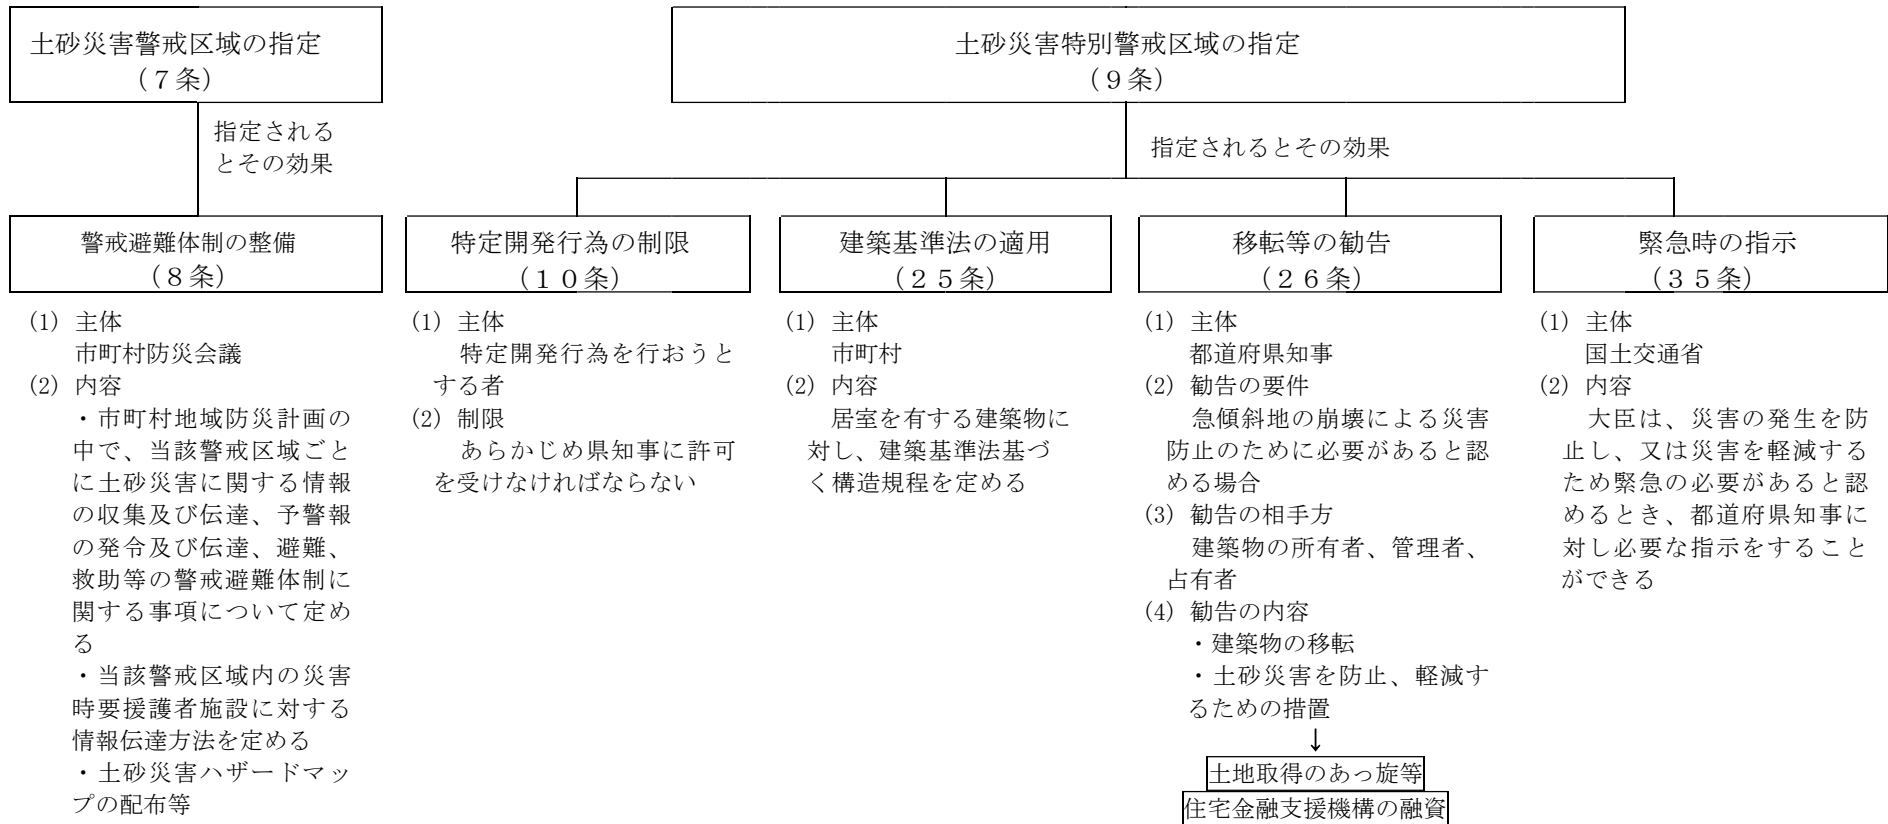 土砂災害警戒区域の指定
(７条)
指定される
とその効果
警戒避難体制の整備
(８条)
(1) 主体
市町村防災会議
(2) 内容
・市町村地域防災計画の
中で、当該警戒区域ごと
に土砂災害に関する情報
の収集及び伝達、予警報
の発令及び伝達、避難、
救助等の警戒避難体制に
関する事項について定め
る
・当該警戒区域内の災害
時要援護者施設に対する
情報伝達方法を定める
・土砂災害ハザードマッ
プの配布等
土砂災害特別警戒区域の指定
(９条)
指定されるとその効果
特定開発行為の制限
(１０条)
(1) 主体
特定開発行為を行おうと
する者
(2) 制限
あらかじめ県知事に許可
を受けなければならない
建築基準法の適用
(２５条)
(1) 主体
市町村
(2) 内容
居室を有する建築物に
対し、建築基準法基づ
く構造規程を定める
移転等の勧告
(２６条)
(1) 主体
都道府県知事
(2) 勧告の要件
急傾斜地の崩壊による災害
防止のために必要があると認
める場合
(3) 勧告の相手方
建築物の所有者、管理者、
占有者
(4) 勧告の内容
・建築物の移転
・土砂災害を防止、軽減す
るための措置
↓
土地取得のあっ旋等
住宅金融支援機構の融資
緊急時の指示
(３５条)
(1) 主体
国土交通省
(2) 内容
大臣は、災害の発生を防
止し、又は災害を軽減する
ため緊急の必要があると認
めるとき、都道府県知事に
対し必要な指示をすること
ができる